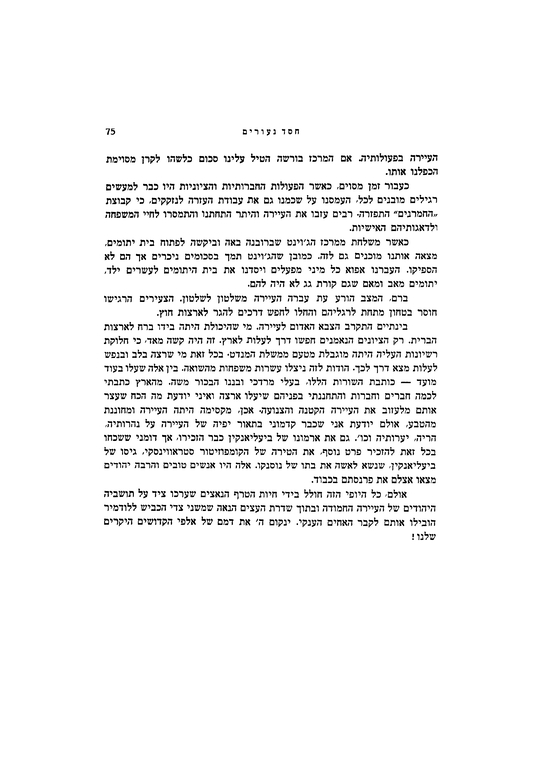 חסד נעורים 75
העיירה בפעולותיה. אם המרכז בורשה הטיל עלינו סכום כלשהו לקרן מסוימת
הכפלנו אותו.
כעבור זמן מסוים, כאשר הפעולות החברותיות והציוניות היו כבר למעשים
רגילים מובנים לכל, העמסנו על שכמנו גם את עבודת העזרה לנזקקים, כי קבוצת
„החמרנים״ התפזרה. רבים עזבו את העיירה והיתר התחתנו והתמסרו לחיי המשפחה
ולדאגותיהם האישיות.
כאשר משלחת ממרכז הג׳וינט שברובנה באה וביקשה לפתוח בית יתומים,
מצאה אותנו מוכנים גם לזה. כמובן שהג׳וינט תמך בסכומים ניכרים אך הם לא
הספיקו. העברנו אפוא כל מיני מפעלים ויסדנו את בית היתומים לעשרים ילד,
יתומים מאב ומאם שגם קורת גג לא היה להם.
ברם, המצב הורע עת עברה העיירה משלטון לשלטון. הצעירים הרגישו
חוסר בטחון מתחת לרגליהם והחלו לחפש דרכים להגר לארצות חוץ.
בינתיים התקרב הצבא האדום לעיירה. מי שהיכולת היתה בידו ברח לארצות
הברית. רק הציונים הנאמנים חפשו דרך לעלות לארץ. זה היה קשה מאד, כי חלוקת
רשיונות העליה היתה מוגבלת מטעם ממשלת המנדט. בכל זאת מי שרצה בלב ובנפש
לעלות מצא דרך לכך. הודות לזה ניצלו עשרות משפחות מהשואה. בין אלה שעלו בעוד
מועד — כותבת השורות הללו, בעלי מרדכי ובננו הבכור משה. מהארץ כתבתי
לכמה חברים וחברות והתחננתי בפניהם שיעלו ארצה ואיני יודעת מה הכח שעצר
אותם מלעזוב את העיירה הקטנה והצנועה. אכן, מקסימה היתה העיירה ומחוננת
מהטבע, אולם יודעת אני שכבר קדמוני בתאור יפיה של העיירה על נהרותיה,
הריה, יערותיה וכו׳. גם את ארמונו של ביעליאנקין כבר הזכירו, אך דומני ששכחו
בכל זאת להזכיר פרט נוסף, את הטירה של הקומפוזיטור סטראווינסקי, גיסו של
ביעליאנקין, שנשא לאשה את בתו של נוסנקו. אלה היו אנשים טובים והרבה יהודים
מצאו אצלם את פרנסתם בכבוד.
אולם, כל היופי הזה חולל בידי חיות הטרף הנאצים שערכו ציד על תושביה
היהודים של העיירה החמודה ובתוך שדרת העצים הנאה שמשני צדי הכביש ללודמיר
הובילו אותם לקבר האחים הענקי. ינקום ה׳ את דמם של אלפי הקדושים היקרים
שלנו !